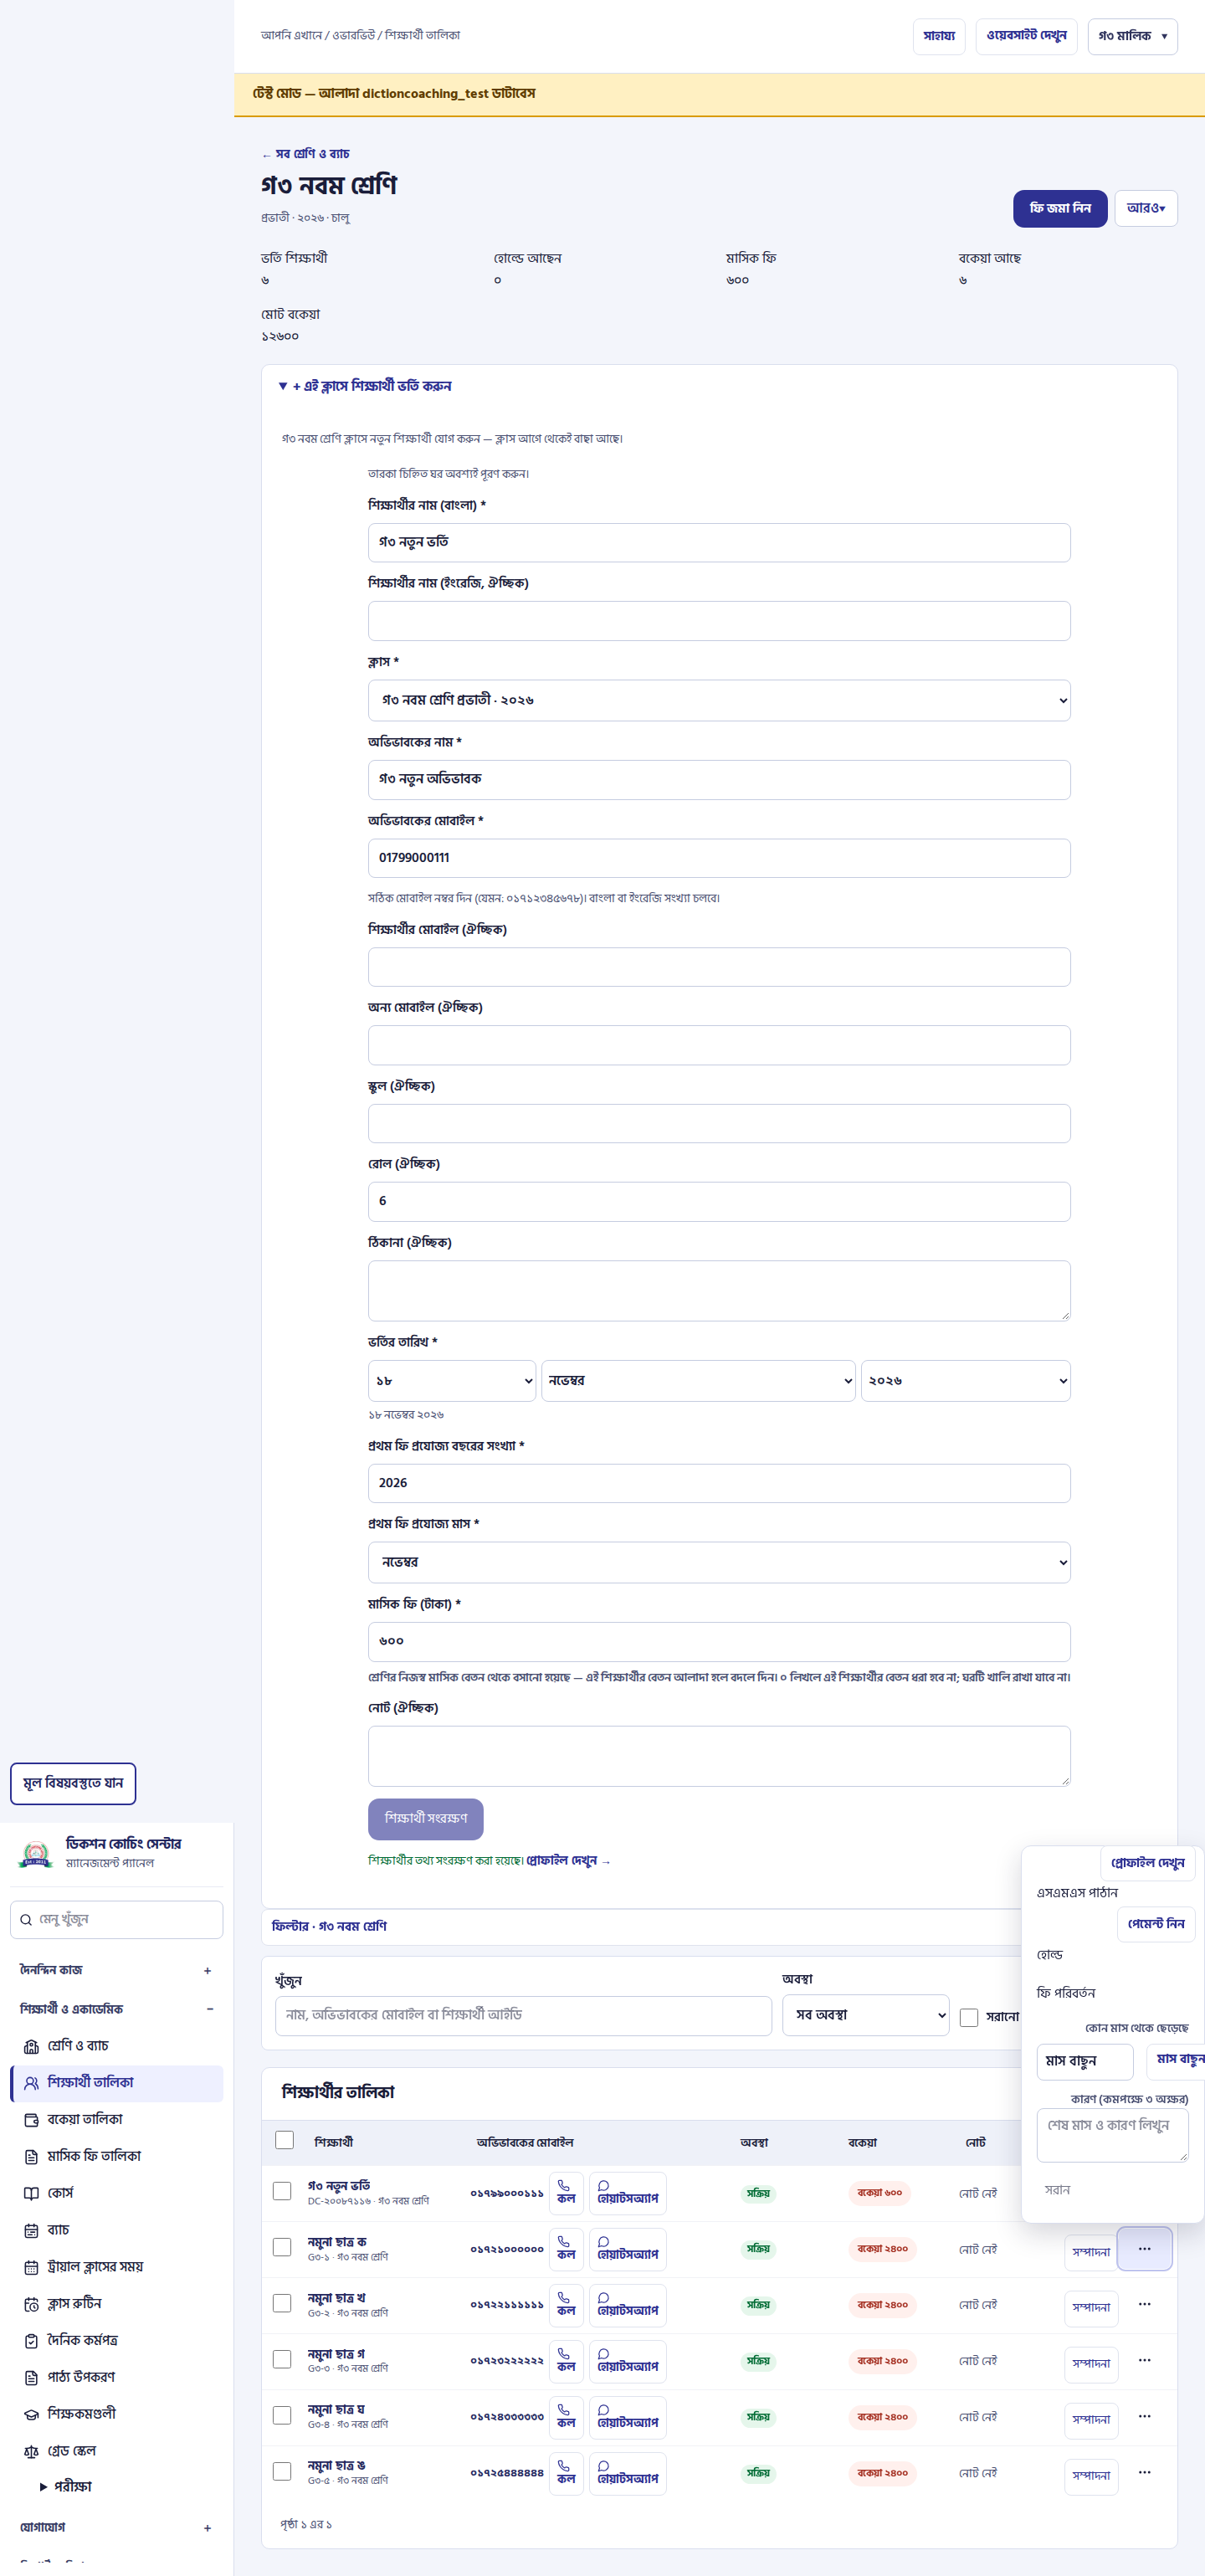 আপনি এখানে / ওভারভিউ / শিক্ষার্থী তালিকা
সাহায্য
ওয়েবসাইট দেখুন
গ৩ মালিক ▾
টেস্ট মোড — আলাদা dictioncoaching_test ডাটাবেস
← সব শ্রেণি ও ব্যাচ
গ৩ নবম শ্রেণি
প্রভাতী · ২০২৬ · চালু
ফি জমা নিন
আরও▾
ভর্তি শিক্ষার্থী
৬
হোল্ডে আছেন
০
মাসিক ফি
৬০০
বকেয়া আছে
৬
মোট বকেয়া
১২৬০০
▼ + এই ক্লাসে শিক্ষার্থী ভর্তি করুন
গ৩ নবম শ্রেণি ক্লাসে নতুন শিক্ষার্থী যোগ করুন — ক্লাস আগে থেকেই বাছা আছে।
তারকা চিহ্নিত ঘর অবশ্যই পূরণ করুন।
শিক্ষার্থীর নাম (বাংলা) *
গ৩ নতুন ভর্তি
শিক্ষার্থীর নাম (ইংরেজি, ঐচ্ছিক)
ক্লাস *
গ৩ নবম শ্রেণি প্রভাতী · ২০২৬
অভিভাবকের নাম *
গ৩ নতুন অভিভাবক
অভিভাবকের মোবাইল *
01799000111
সঠিক মোবাইল নম্বর দিন (যেমন: ০১৭১২৩৪৫৬৭৮)। বাংলা বা ইংরেজি সংখ্যা চলবে।
শিক্ষার্থীর মোবাইল (ঐচ্ছিক)
অন্য মোবাইল (ঐচ্ছিক)
স্কুল (ঐচ্ছিক)
রোল (ঐচ্ছিক)
6
ঠিকানা (ঐচ্ছিক)
ভর্তির তারিখ *
১৮
নভেম্বর
২০২৬
১৮ নভেম্বর ২০২৬
প্রথম ফি প্রযোজ্য বছরের সংখ্যা *
2026
প্রথম ফি প্রযোজ্য মাস *
নভেম্বর
মাসিক ফি (টাকা) *
৬০০
শ্রেণির নিজস্ব মাসিক বেতন থেকে বসানো হয়েছে — এই শিক্ষার্থীর বেতন আলাদা হলে বদলে দিন। ০ লিখলে এই শিক্ষার্থীর বেতন ধরা হবে না; ঘরটি খালি রাখা যাবে না।
নোট (ঐচ্ছিক)
শিক্ষার্থী সংরক্ষণ
শিক্ষার্থীর তথ্য সংরক্ষণ করা হয়েছে। প্রোফাইল দেখুন →
মূল বিষয়বস্তুতে যান
ডিকশন কোচিং সেন্টার
ম্যানেজমেন্ট প্যানেল
মেনু খুঁজুন
দৈনন্দিন কাজ +
শিক্ষার্থী ও একাডেমিক −
শ্রেণি ও ব্যাচ
শিক্ষার্থী তালিকা
বকেয়া তালিকা
মাসিক ফি তালিকা
কোর্স
ব্যাচ
ট্রায়াল ক্লাসের সময়
ক্লাস রুটিন
দৈনিক কর্মপত্র
পাঠ্য উপকরণ
শিক্ষকমণ্ডলী
গ্রেড স্কেল
▶ পরীক্ষা
যোগাযোগ +
ফিল্টার · গ৩ নবম শ্রেণি
খুঁজুন
নাম, অভিভাবকের মোবাইল বা শিক্ষার্থী আইডি
অবস্থা
সব অবস্থা
সরানো
প্রোফাইল দেখুন
এসএমএস পাঠান
পেমেন্ট নিন
হোল্ড
ফি পরিবর্তন
কোন মাস থেকে ছেড়েছে
মাস বাছুন
মাস বাছুন
কারণ (কমপক্ষে ৩ অক্ষর)
শেষ মাস ও কারণ লিখুন
সরান
শিক্ষার্থীর তালিকা
শিক্ষার্থী অভিভাবকের মোবাইল অবস্থা বকেয়া নোট
গ৩ নতুন ভর্তি
DC-২০০৮৭১১৬ · গ৩ নবম শ্রেণি
০১৭৯৯০০০১১১ কল হোয়াটসঅ্যাপ সক্রিয় বকেয়া ৬০০ নোট নেই
নমুনা ছাত্র ক
G৩-১ · গ৩ নবম শ্রেণি
০১৭২১০০০০০০ কল হোয়াটসঅ্যাপ সক্রিয় বকেয়া ২৪০০ নোট নেই সম্পাদনা ···
নমুনা ছাত্র খ
G৩-২ · গ৩ নবম শ্রেণি
০১৭২২১১১১১১ কল হোয়াটসঅ্যাপ সক্রিয় বকেয়া ২৪০০ নোট নেই সম্পাদনা ···
নমুনা ছাত্র গ
G৩-৩ · গ৩ নবম শ্রেণি
০১৭২৩২২২২২২ কল হোয়াটসঅ্যাপ সক্রিয় বকেয়া ২৪০০ নোট নেই সম্পাদনা ···
নমুনা ছাত্র ঘ
G৩-৪ · গ৩ নবম শ্রেণি
০১৭২৪৩৩৩৩৩৩ কল হোয়াটসঅ্যাপ সক্রিয় বকেয়া ২৪০০ নোট নেই সম্পাদনা ···
নমুনা ছাত্র ঙ
G৩-৫ · গ৩ নবম শ্রেণি
০১৭২৫৪৪৪৪৪৪ কল হোয়াটসঅ্যাপ সক্রিয় বকেয়া ২৪০০ নোট নেই সম্পাদনা ···
পৃষ্ঠা ১ এর ১